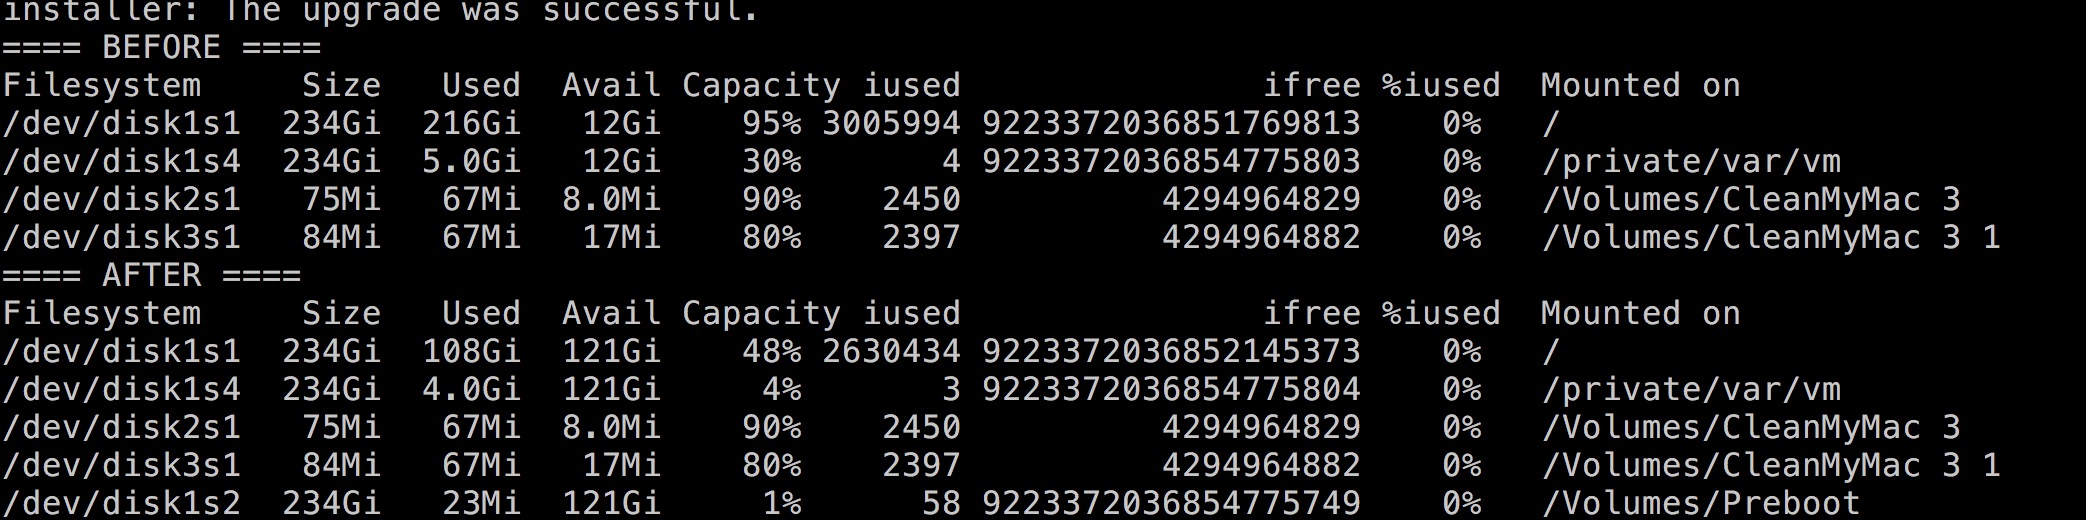 installer: The upgrade was successful.
==== BEFORE ====
Filesystem     Size   Used  Avail Capacity iused               ifree %iused  Mounted on
/dev/disk1s1  234Gi  216Gi   12Gi    95% 3005994 9223372036851769813    0%   /
/dev/disk1s4  234Gi  5.0Gi   12Gi    30%       4 9223372036854775803    0%   /private/var/vm
/dev/disk2s1   75Mi   67Mi  8.0Mi    90%    2450          4294964829    0%   /Volumes/CleanMyMac 3
/dev/disk3s1   84Mi   67Mi   17Mi    80%    2397          4294964882    0%   /Volumes/CleanMyMac 3 1
==== AFTER ====
Filesystem     Size   Used  Avail Capacity iused               ifree %iused  Mounted on
/dev/disk1s1  234Gi  108Gi  121Gi    48% 2630434 9223372036852145373    0%   /
/dev/disk1s4  234Gi  4.0Gi  121Gi     4%       3 9223372036854775804    0%   /private/var/vm
/dev/disk2s1   75Mi   67Mi  8.0Mi    90%    2450          4294964829    0%   /Volumes/CleanMyMac 3
/dev/disk3s1   84Mi   67Mi   17Mi    80%    2397          4294964882    0%   /Volumes/CleanMyMac 3 1
/dev/disk1s2  234Gi   23Mi  121Gi     1%      58 9223372036854775749    0%   /Volumes/Preboot